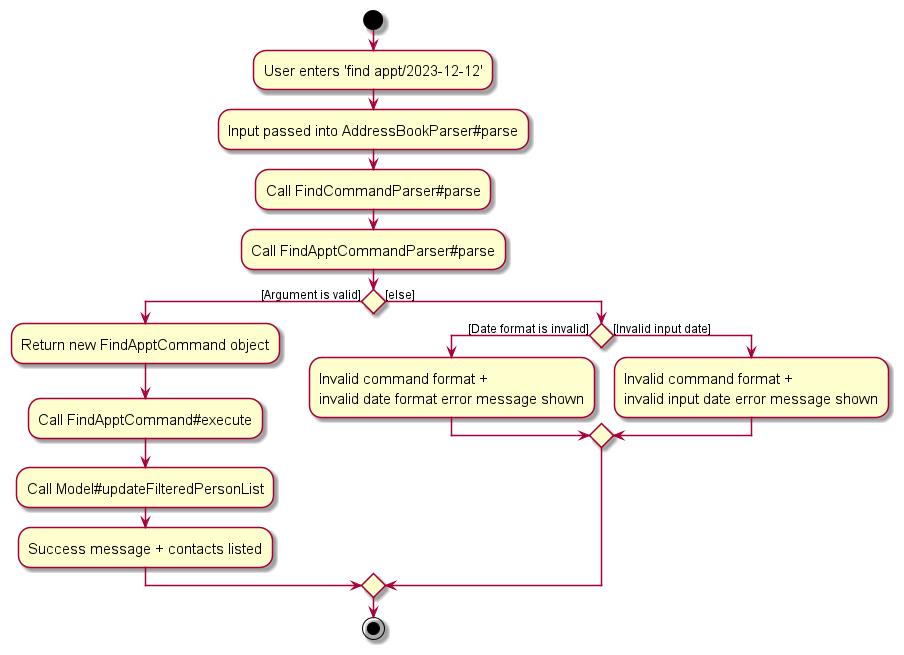 User enters 'find appt/2023-12-12'
Input passed into AddressBookParser#parse
Call FindCommandParser#parse
Call FindApptCommandParser#parse
[Argument is valid]
[else]
Return new FindApptCommand object
Call FindApptCommand#execute
Call Model#updateFilteredPersonList
Success message + contacts listed
[Date format is invalid]
[Invalid input date]
Invalid command format +
invalid date format error message shown
Invalid command format +
invalid input date error message shown